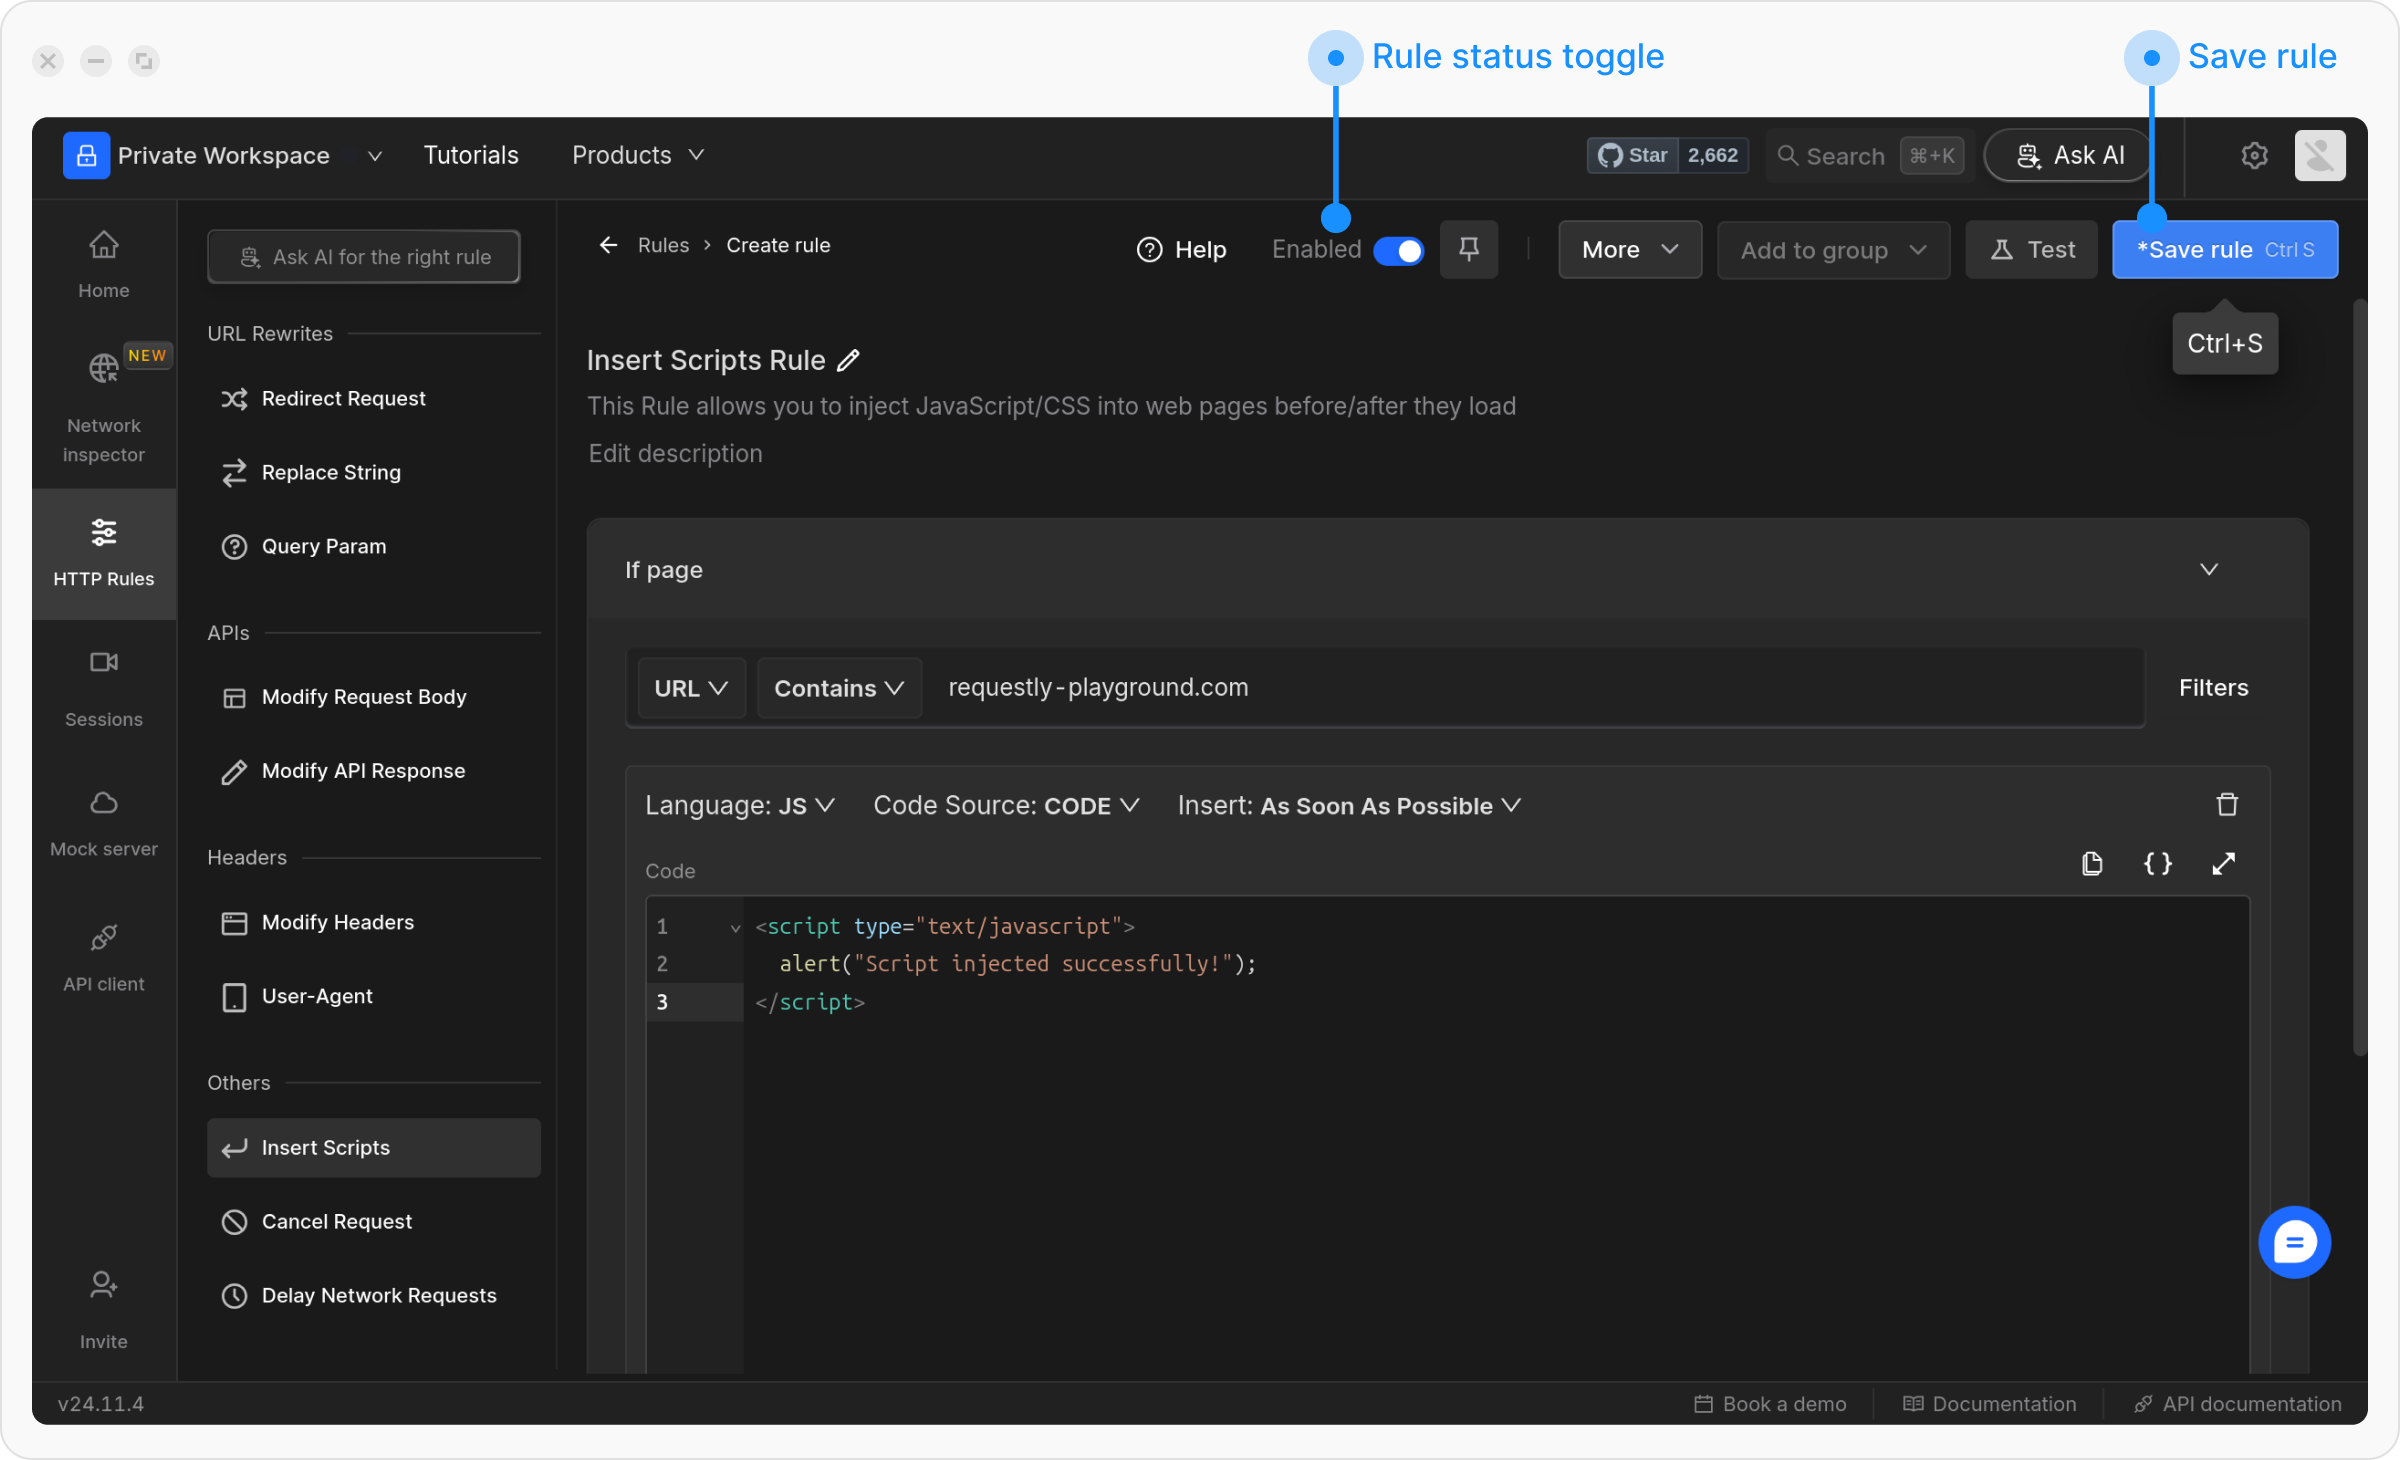 Rule status toggle
Save rule
Private Workspace
Tutorials
Products
Star 2,662
Search ⌘+K
Ask AI
Home
NEW
Network
inspector
HTTP Rules
Sessions
Mock server
API client
Invite
Ask AI for the right rule
URL Rewrites
Redirect Request
Replace String
Query Param
APIs
Modify Request Body
Modify API Response
Headers
Modify Headers
User-Agent
Others
Insert Scripts
Cancel Request
Delay Network Requests
Rules > Create rule
Help
Enabled
More
Add to group
Test
*Save rule Ctrl S
Ctrl+S
Insert Scripts Rule
This Rule allows you to inject JavaScript/CSS into web pages before/after they load
Edit description
If page
URL Contains requestly-playground.com
Filters
Language: JS Code Source: CODE Insert: As Soon As Possible
Code
1 <script type="text/javascript">
2 alert("Script injected successfully!");
3 </script>
v24.11.4
Book a demo
Documentation
API documentation